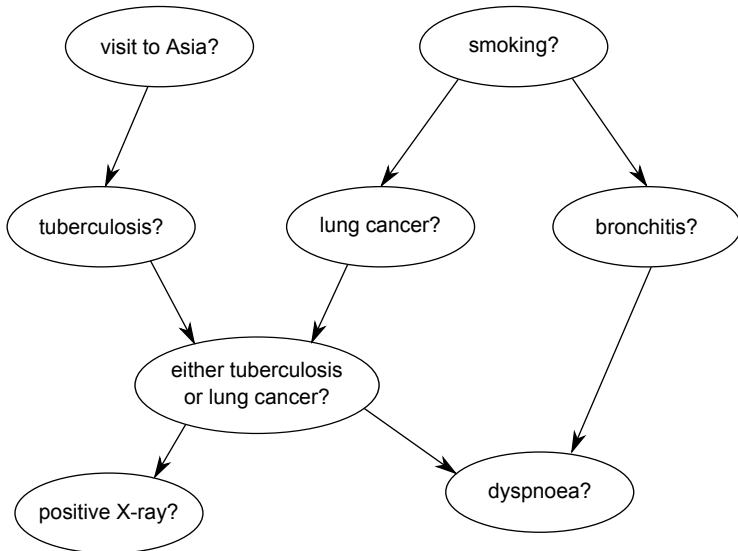 visit to Asia?
smoking?
tuberculosis?
lung cancer?
bronchitis?
either tuberculosis
or lung cancer?
positive X-ray?
dyspnoea?